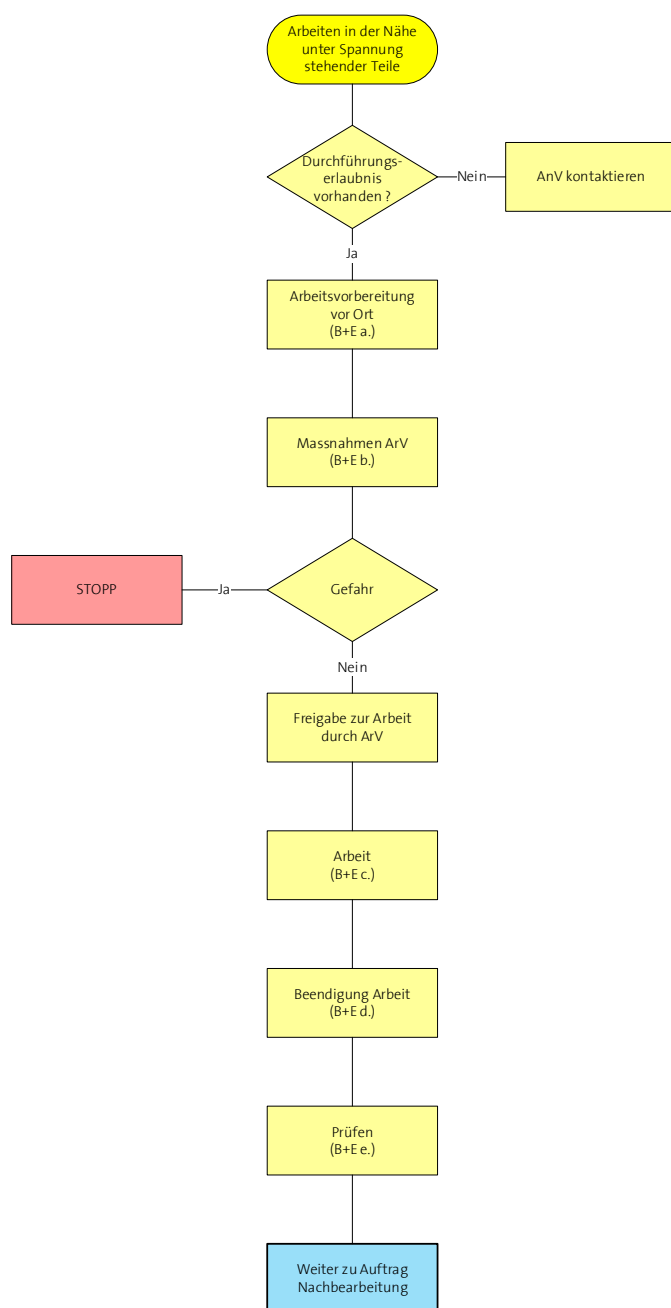 Arbeiten in der Nähe
unter Spannung
stehender Teile
Durchführungs-
erlaubnis
vorhanden ?
Nein
AnV kontaktieren
Ja
Arbeitsvorbereitung
vor Ort
(B+E a.)
Massnahmen ArV
(B+E b.)
STOPP
Ja
Gefahr
Nein
Freigabe zur Arbeit
durch ArV
Arbeit
(B+E c.)
Beendigung Arbeit
(B+E d.)
Prüfen
(B+E e.)
Weiter zu Auftrag
Nachbearbeitung